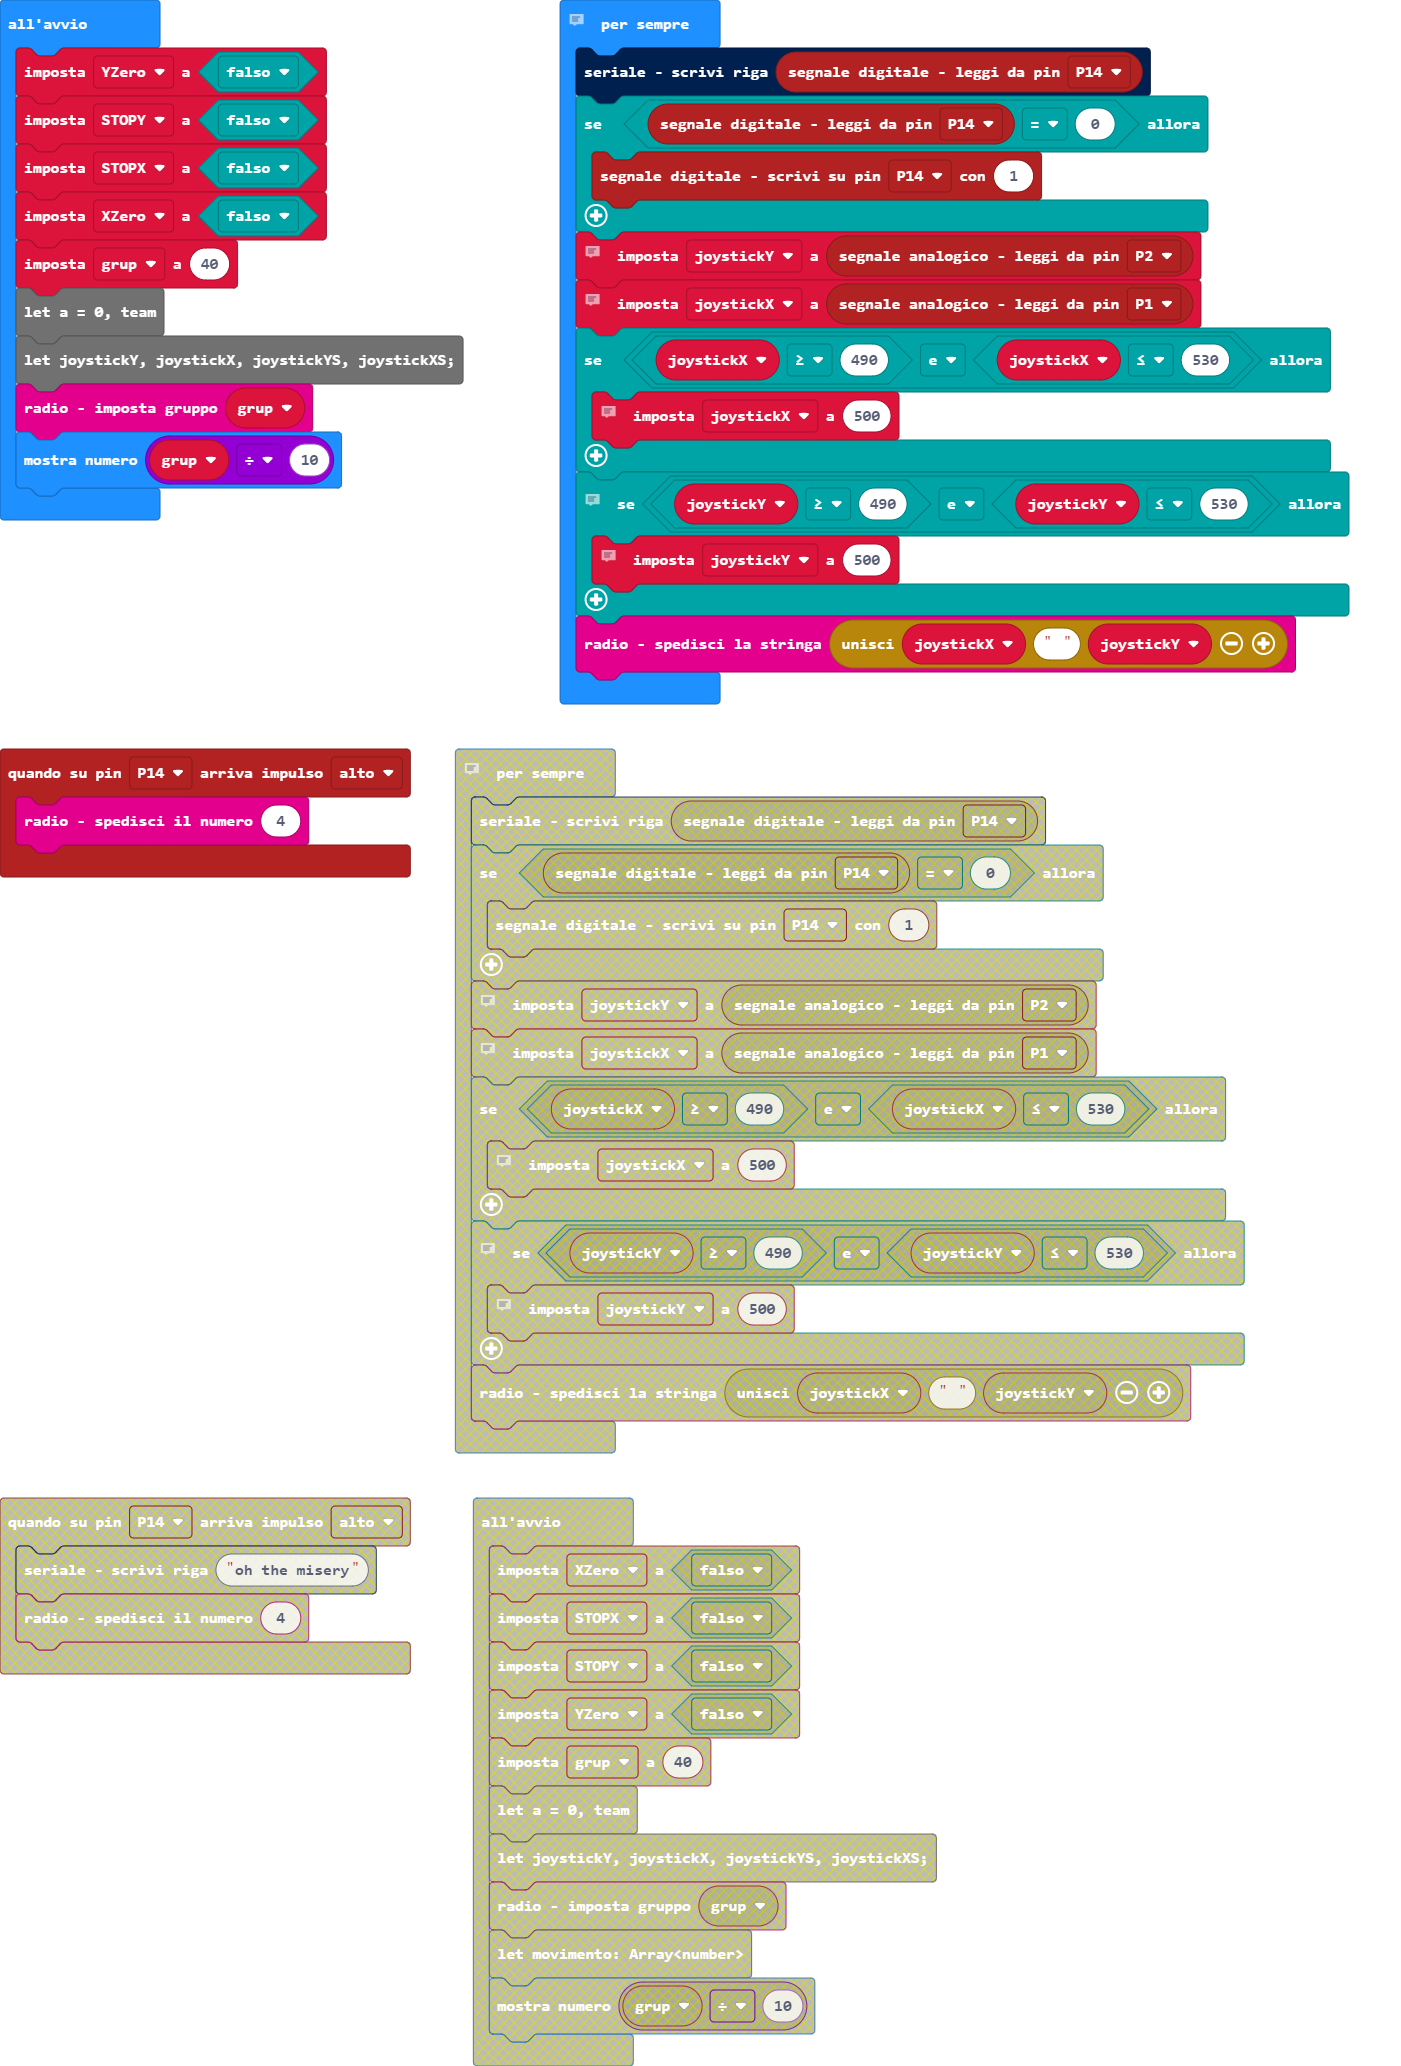 all'avvio
imposta YZero a falso
imposta STOPY a falso
imposta STOPX a falso
imposta XZero a falso
imposta grup a 40
let a = 0, team
let joystickY, joystickX, joystickYS, joystickXS;
radio - imposta gruppo grup
mostra numero grup ÷ 10
per sempre
seriale - scrivi riga segnale digitale - leggi da pin P14
se segnale digitale - leggi da pin P14 = 0 allora
segnale digitale - scrivi su pin P14 con 1
imposta joystickY a segnale analogico - leggi da pin P2
imposta joystickX a segnale analogico - leggi da pin P1
se joystickX ≥ 490 e joystickX ≤ 530 allora
imposta joystickX a 500
se joystickY ≥ 490 e joystickY ≤ 530 allora
imposta joystickY a 500
radio - spedisci la stringa unisci joystickX " " joystickY
quando su pin P14 arriva impulso alto
radio - spedisci il numero 4
per sempre
seriale - scrivi riga segnale digitale - leggi da pin P14
se segnale digitale - leggi da pin P14 = 0 allora
segnale digitale - scrivi su pin P14 con 1
imposta joystickY a segnale analogico - leggi da pin P2
imposta joystickX a segnale analogico - leggi da pin P1
se joystickX ≥ 490 e joystickX ≤ 530 allora
imposta joystickX a 500
se joystickY ≥ 490 e joystickY ≤ 530 allora
imposta joystickY a 500
radio - spedisci la stringa unisci joystickX " " joystickY
quando su pin P14 arriva impulso alto
seriale - scrivi riga "oh the misery"
radio - spedisci il numero 4
all'avvio
imposta XZero a falso
imposta STOPX a falso
imposta STOPY a falso
imposta YZero a falso
imposta grup a 40
let a = 0, team
let joystickY, joystickX, joystickYS, joystickXS;
radio - imposta gruppo grup
let movimento: Array<number>
mostra numero grup ÷ 10